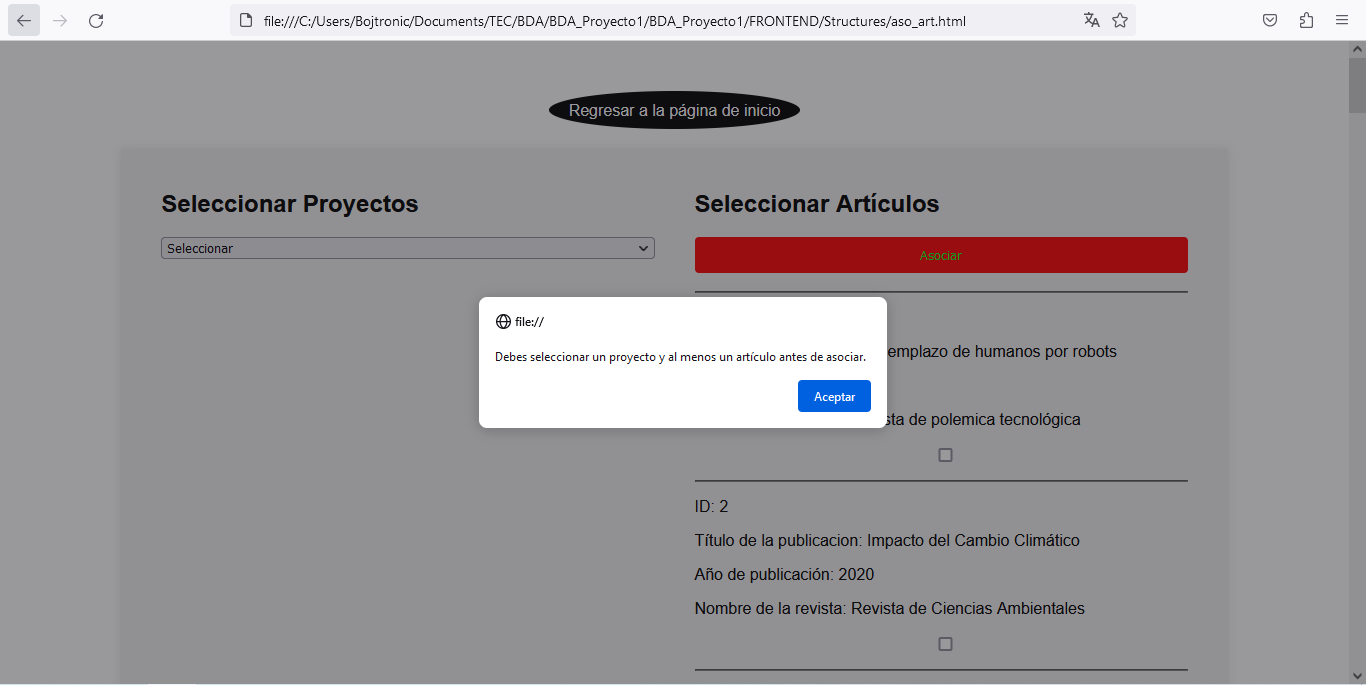 file:///C:/Users/Bojtronic/Documents/TEC/BDA/BDA_Proyecto1/BDA_Proyecto1/FRONTEND/Structures/aso_art.html
Regresar a la página de inicio
Seleccionar Proyectos
Seleccionar
Seleccionar Artículos
Asociar
file://
Debes seleccionar un proyecto y al menos un artículo antes de asociar.
Aceptar
emplazo de humanos por robots
sta de polemica tecnológica
ID: 2
Título de la publicacion: Impacto del Cambio Climático
Año de publicación: 2020
Nombre de la revista: Revista de Ciencias Ambientales